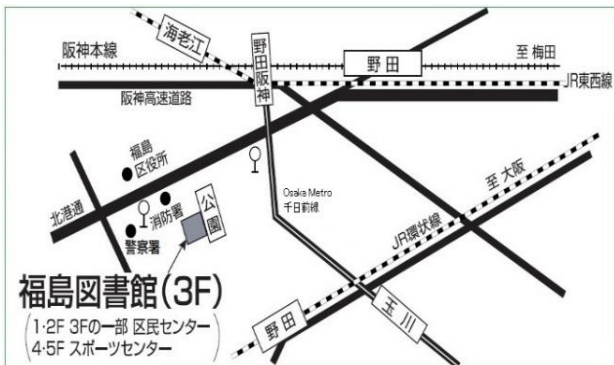 阪神本線
海老江
野田阪神
野田
至 梅田
JR東西線
阪神高速道路
福島
区役所
北港通
消防署
警察署
公園
Osaka Metro
千日前線
至 大阪
JR環状線
野田
玉川
福島図書館(3F)
(1・2F 3Fの一部 区民センター
4・5F スポーツセンター)